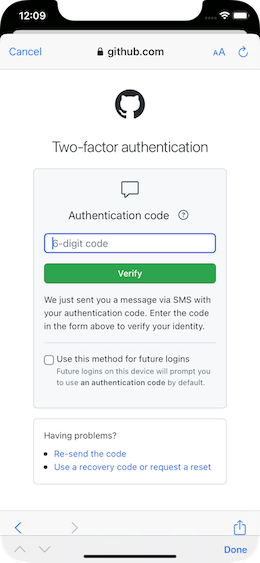 12:09
Cancel
github.com
AA
Two-factor authentication
Authentication code
6-digit code
Verify
We just sent you a message via SMS with
your authentication code. Enter the code
in the form above to verify your identity.
Use this method for future logins
Future logins on this device will prompt you
to use an authentication code by default.
Having problems?
Re-send the code
Use a recovery code or request a reset
Done